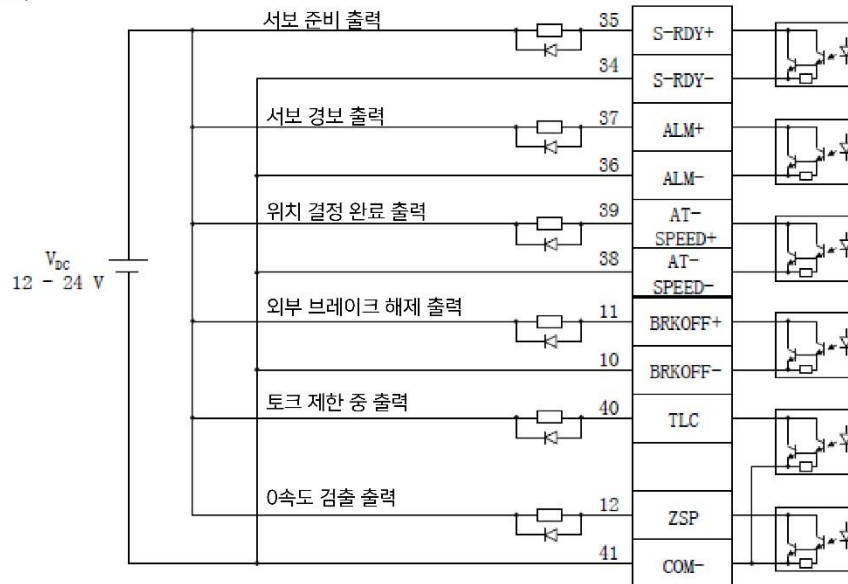 서보 준비 출력
35
S-RDY+
34
S-RDY-
서보 경보 출력
37
ALM+
36
ALM-
위치 결정 완료 출력
39
AT-
SPEED+
38
AT-
SPEED-
V_DC
12 - 24 V
외부 브레이크 해제 출력
11
BRKOFF+
10
BRKOFF-
토크 제한 중 출력
40
TLC
0속도 검출 출력
12
ZSP
41
COM-